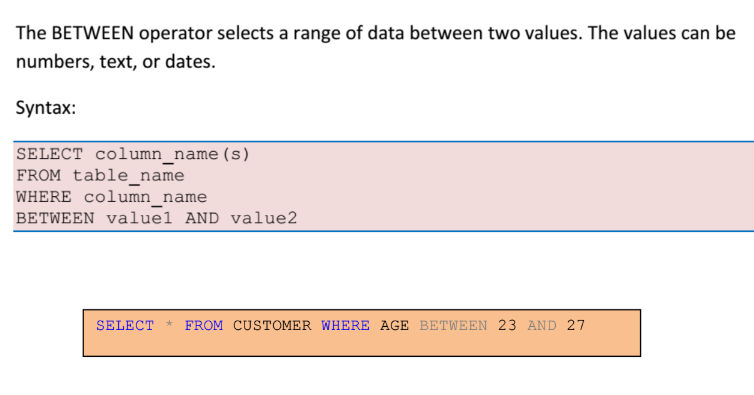 The BETWEEN operator selects a range of data between two values. The values can be
numbers, text, or dates.
Syntax:
SELECT column_name(s)
FROM table_name
WHERE column_name
BETWEEN value1 AND value2
SELECT * FROM CUSTOMER WHERE AGE BETWEEN 23 AND 27